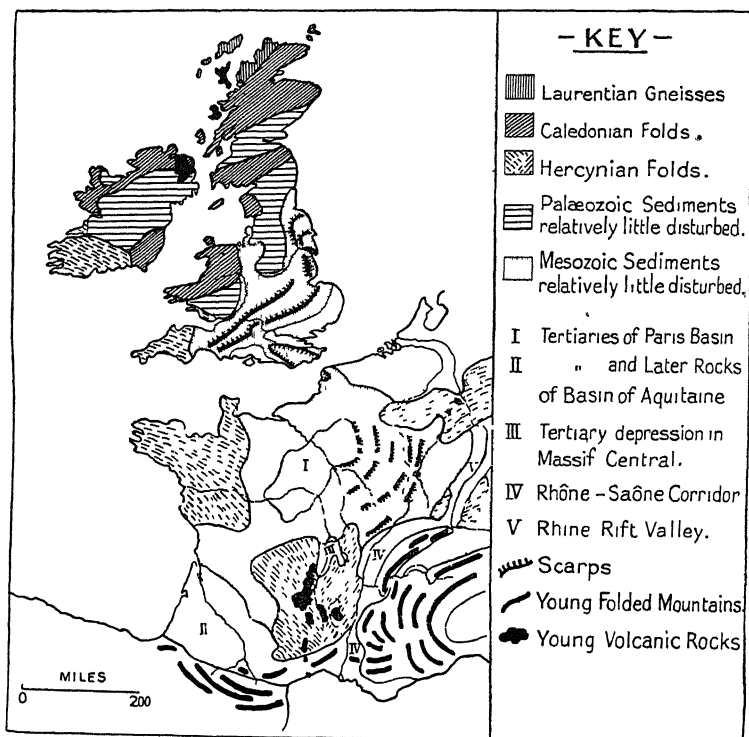 — KEY —
Laurentian Gneisses
Caledonian Folds.
Hercynian Folds.
Palæozoic Sediments
relatively little disturbed.
Mesozoic Sediments
relatively little disturbed.
I Tertiaries of Paris Basin
II " and Later Rocks
of Basin of Aquitaine
III Tertiary depression in
Massif Central.
IV Rhône – Saône Corridor
V Rhine Rift Valley.
Scarps
Young Folded Mountains
Young Volcanic Rocks
I
V
III
IV
II
IV
MILES
0 200